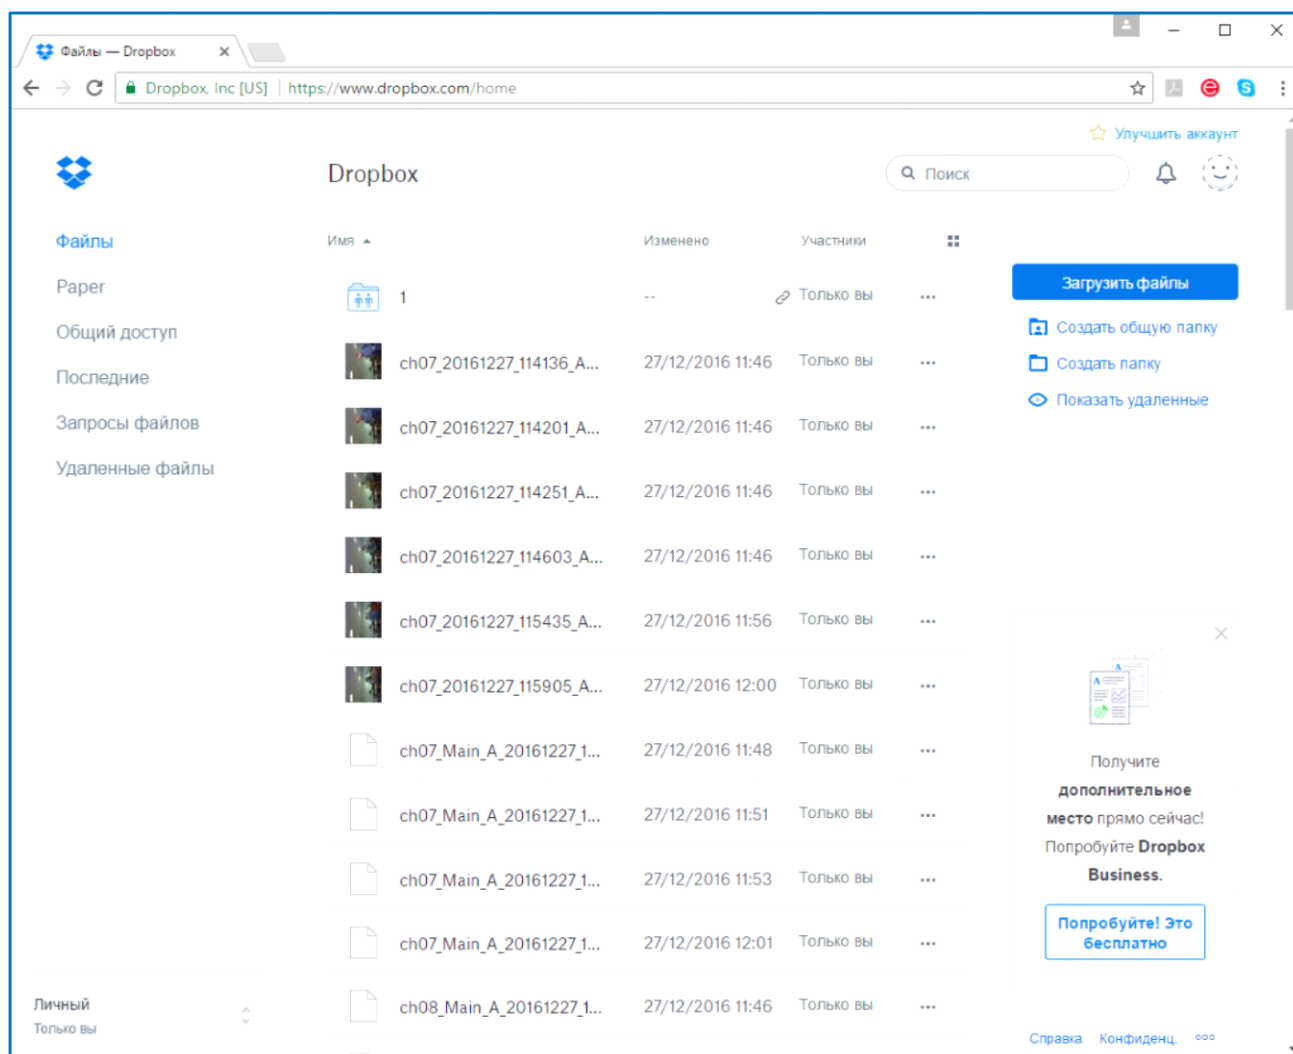 Файлы — Dropbox
Dropbox, Inc [US] https://www.dropbox.com/home
Улучшить аккаунт
Dropbox
Поиск
Файлы
Paper
Общий доступ
Последние
Запросы файлов
Удаленные файлы
Имя Изменено Участники
1 -- Только вы
ch07_20161227_114136_A... 27/12/2016 11:46 Только вы
ch07_20161227_114201_A... 27/12/2016 11:46 Только вы
ch07_20161227_114251_A... 27/12/2016 11:46 Только вы
ch07_20161227_114603_A... 27/12/2016 11:46 Только вы
ch07_20161227_115435_A... 27/12/2016 11:56 Только вы
ch07_20161227_115905_A... 27/12/2016 12:00 Только вы
ch07_Main_A_20161227_1... 27/12/2016 11:48 Только вы
ch07_Main_A_20161227_1... 27/12/2016 11:51 Только вы
ch07_Main_A_20161227_1... 27/12/2016 11:53 Только вы
ch07_Main_A_20161227_1... 27/12/2016 12:01 Только вы
ch08_Main_A_20161227_1... 27/12/2016 11:46 Только вы
Загрузить файлы
Создать общую папку
Создать папку
Показать удаленные
Получите
дополнительное
место прямо сейчас!
Попробуйте Dropbox
Business.
Попробуйте! Это
бесплатно
Личный
Только вы
Справка Конфиденц.